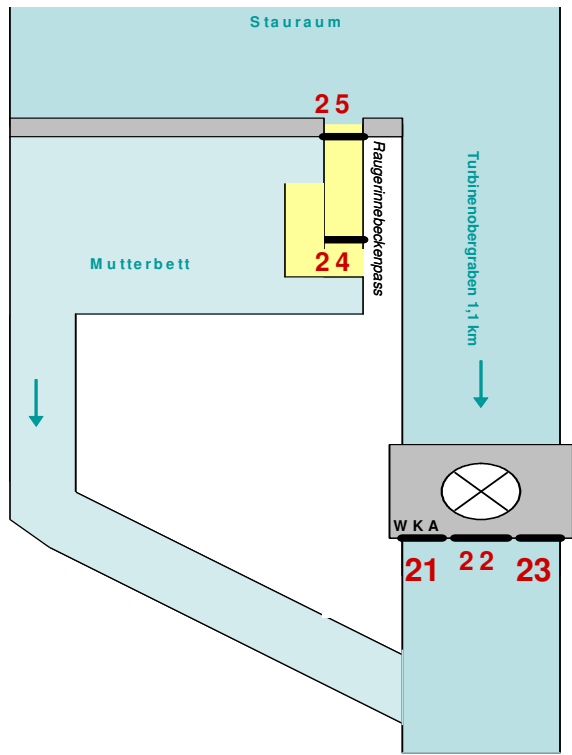 Stauraum
25
Raugerinnebeckenpass
Turbinenobergraben 1,1 km
24
Mutterbett
WKA
21
22
23